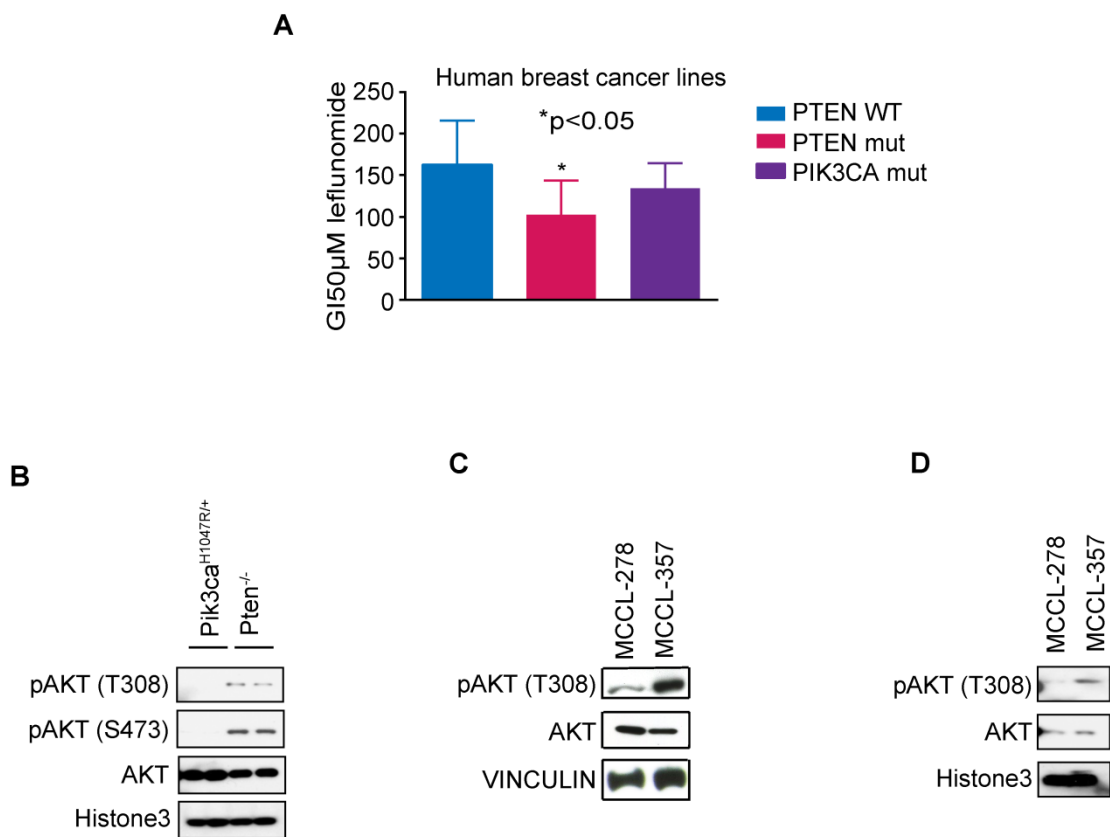 A
Human breast cancer lines
*p<0.05
*
GI50µM leflunomide
250
200
150
100
50
0
PTEN WT
PTEN mut
PIK3CA mut
B
Pik3caH1047R/+
Pten-/-
pAKT (T308)
pAKT (S473)
AKT
Histone3
C
MCCL-278
MCCL-357
pAKT (T308)
AKT
VINCULIN
D
MCCL-278
MCCL-357
pAKT (T308)
AKT
Histone3